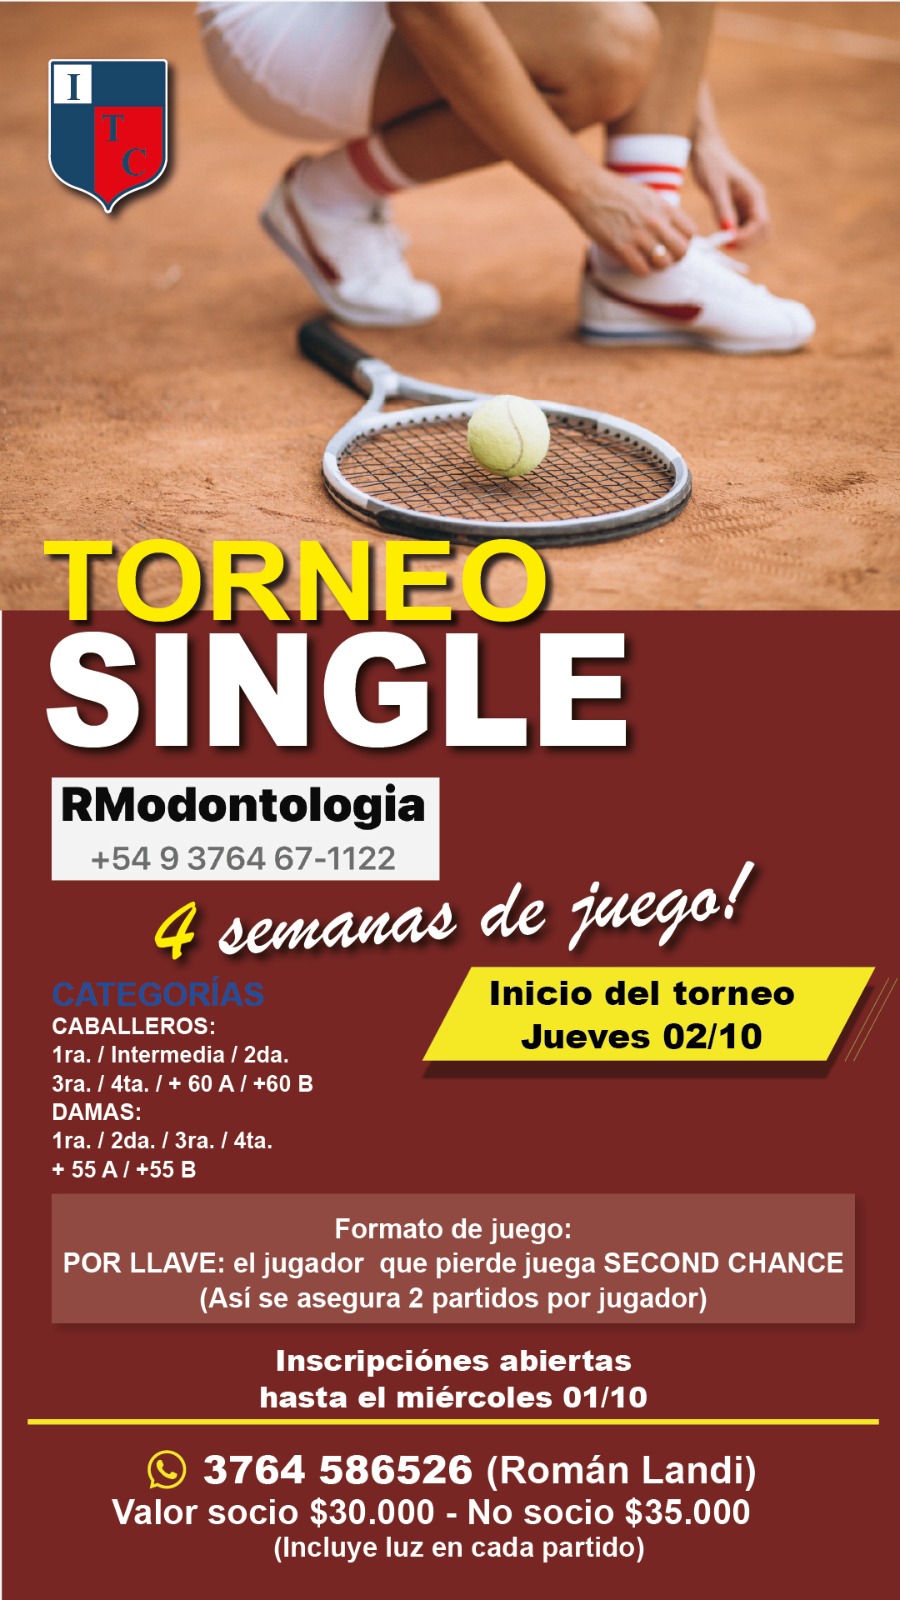 I
T
C
TORNEO
SINGLE
RModontologia
+54 9 3764 67-1122
4 semanas de juego!
Inicio del torneo
Jueves 02/10
CATEGORÍAS
CABALLEROS:
1ra. / Intermedia / 2da.
3ra. / 4ta. / + 60 A / +60 B
DAMAS:
1ra. / 2da. / 3ra. / 4ta.
+ 55 A / +55 B
Formato de juego:
POR LLAVE: el jugador  que pierde juega SECOND CHANCE
(Así se asegura 2 partidos por jugador)
Inscripciónes abiertas
hasta el miércoles 01/10
3764 586526 (Román Landi)
Valor socio $30.000 - No socio $35.000
(Incluye luz en cada partido)